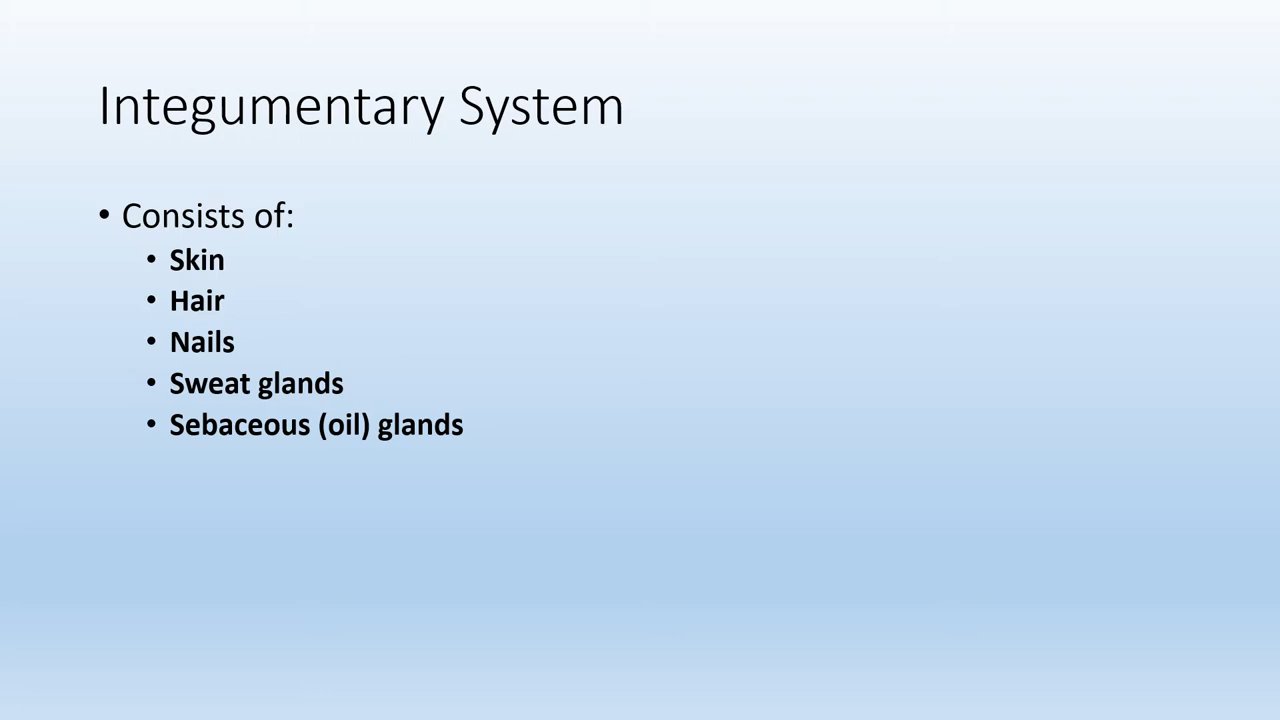 Integumentary System
• Consists of:
• Skin
• Hair
• Nails
• Sweat glands
• Sebaceous (oil) glands